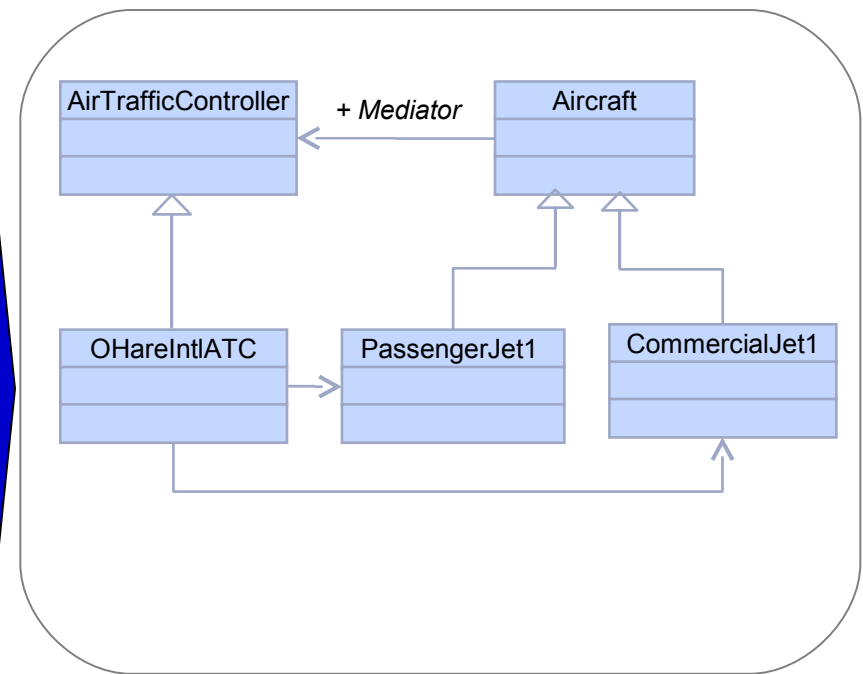 AirTrafficController
+ Mediator
Aircraft
OHareIntlATC
PassengerJet1
CommercialJet1